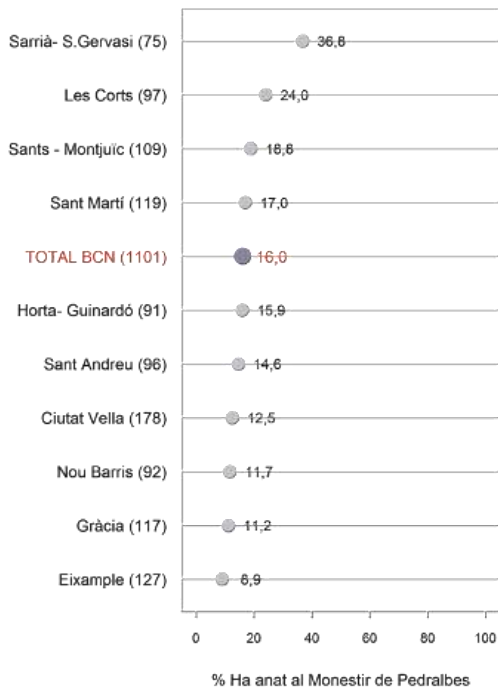 Sarrià- S.Gervasi (75) 36,8
Les Corts (97) 24,0
Sants - Montjuïc (109) 18,8
Sant Martí (119) 17,0
TOTAL BCN (1101) 16,0
Horta- Guinardó (91) 15,9
Sant Andreu (96) 14,6
Ciutat Vella (178) 12,5
Nou Barris (92) 11,7
Gràcia (117) 11,2
Eixample (127) 8,9
0 20 40 60 80 100
% Ha anat al Monestir de Pedralbes